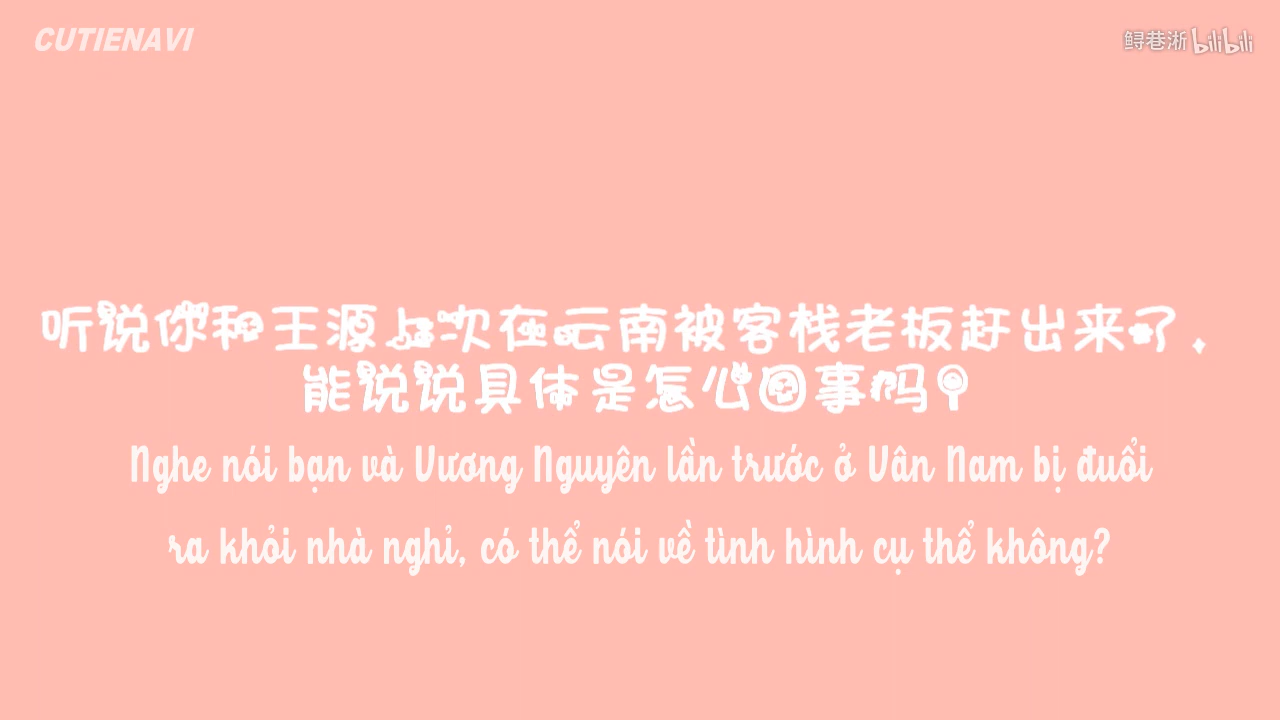 CUTIENAVI
鲟巷浙 bilibili
听说你和王源上次在云南被客栈老板赶出来了，
能说说具体是怎么回事吗？
Nghe nói bạn và Vương Nguyên lần trước ở Vân Nam bị đuổi
ra khỏi nhà nghỉ, có thể nói về tình hình cụ thể không?